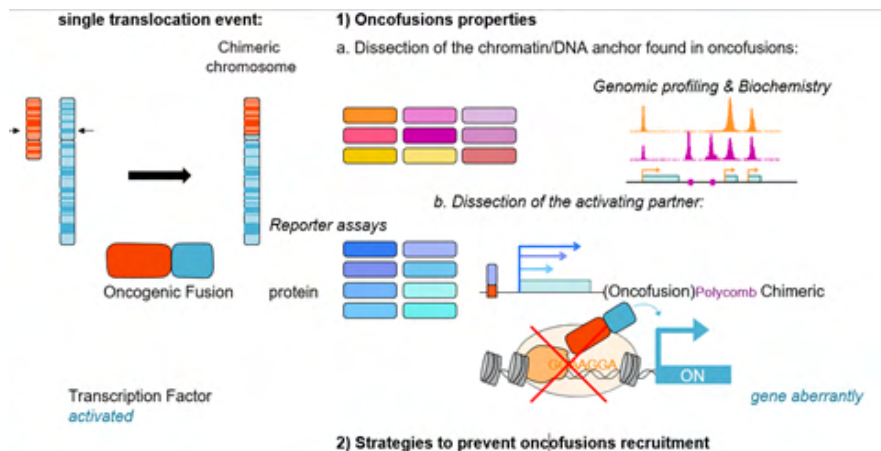 single translocation event:
1) Oncofusions properties
Chimeric
chromosome
a. Dissection of the chromatin/DNA anchor found in oncofusions:
Genomic profiling & Biochemistry
b. Dissection of the activating partner:
Reporter assays
Oncogenic Fusion
protein
(Oncofusion)Polycomb Chimeric
ON
Transcription Factor
activated
gene aberrantly
2) Strategies to prevent oncofusions recruitment